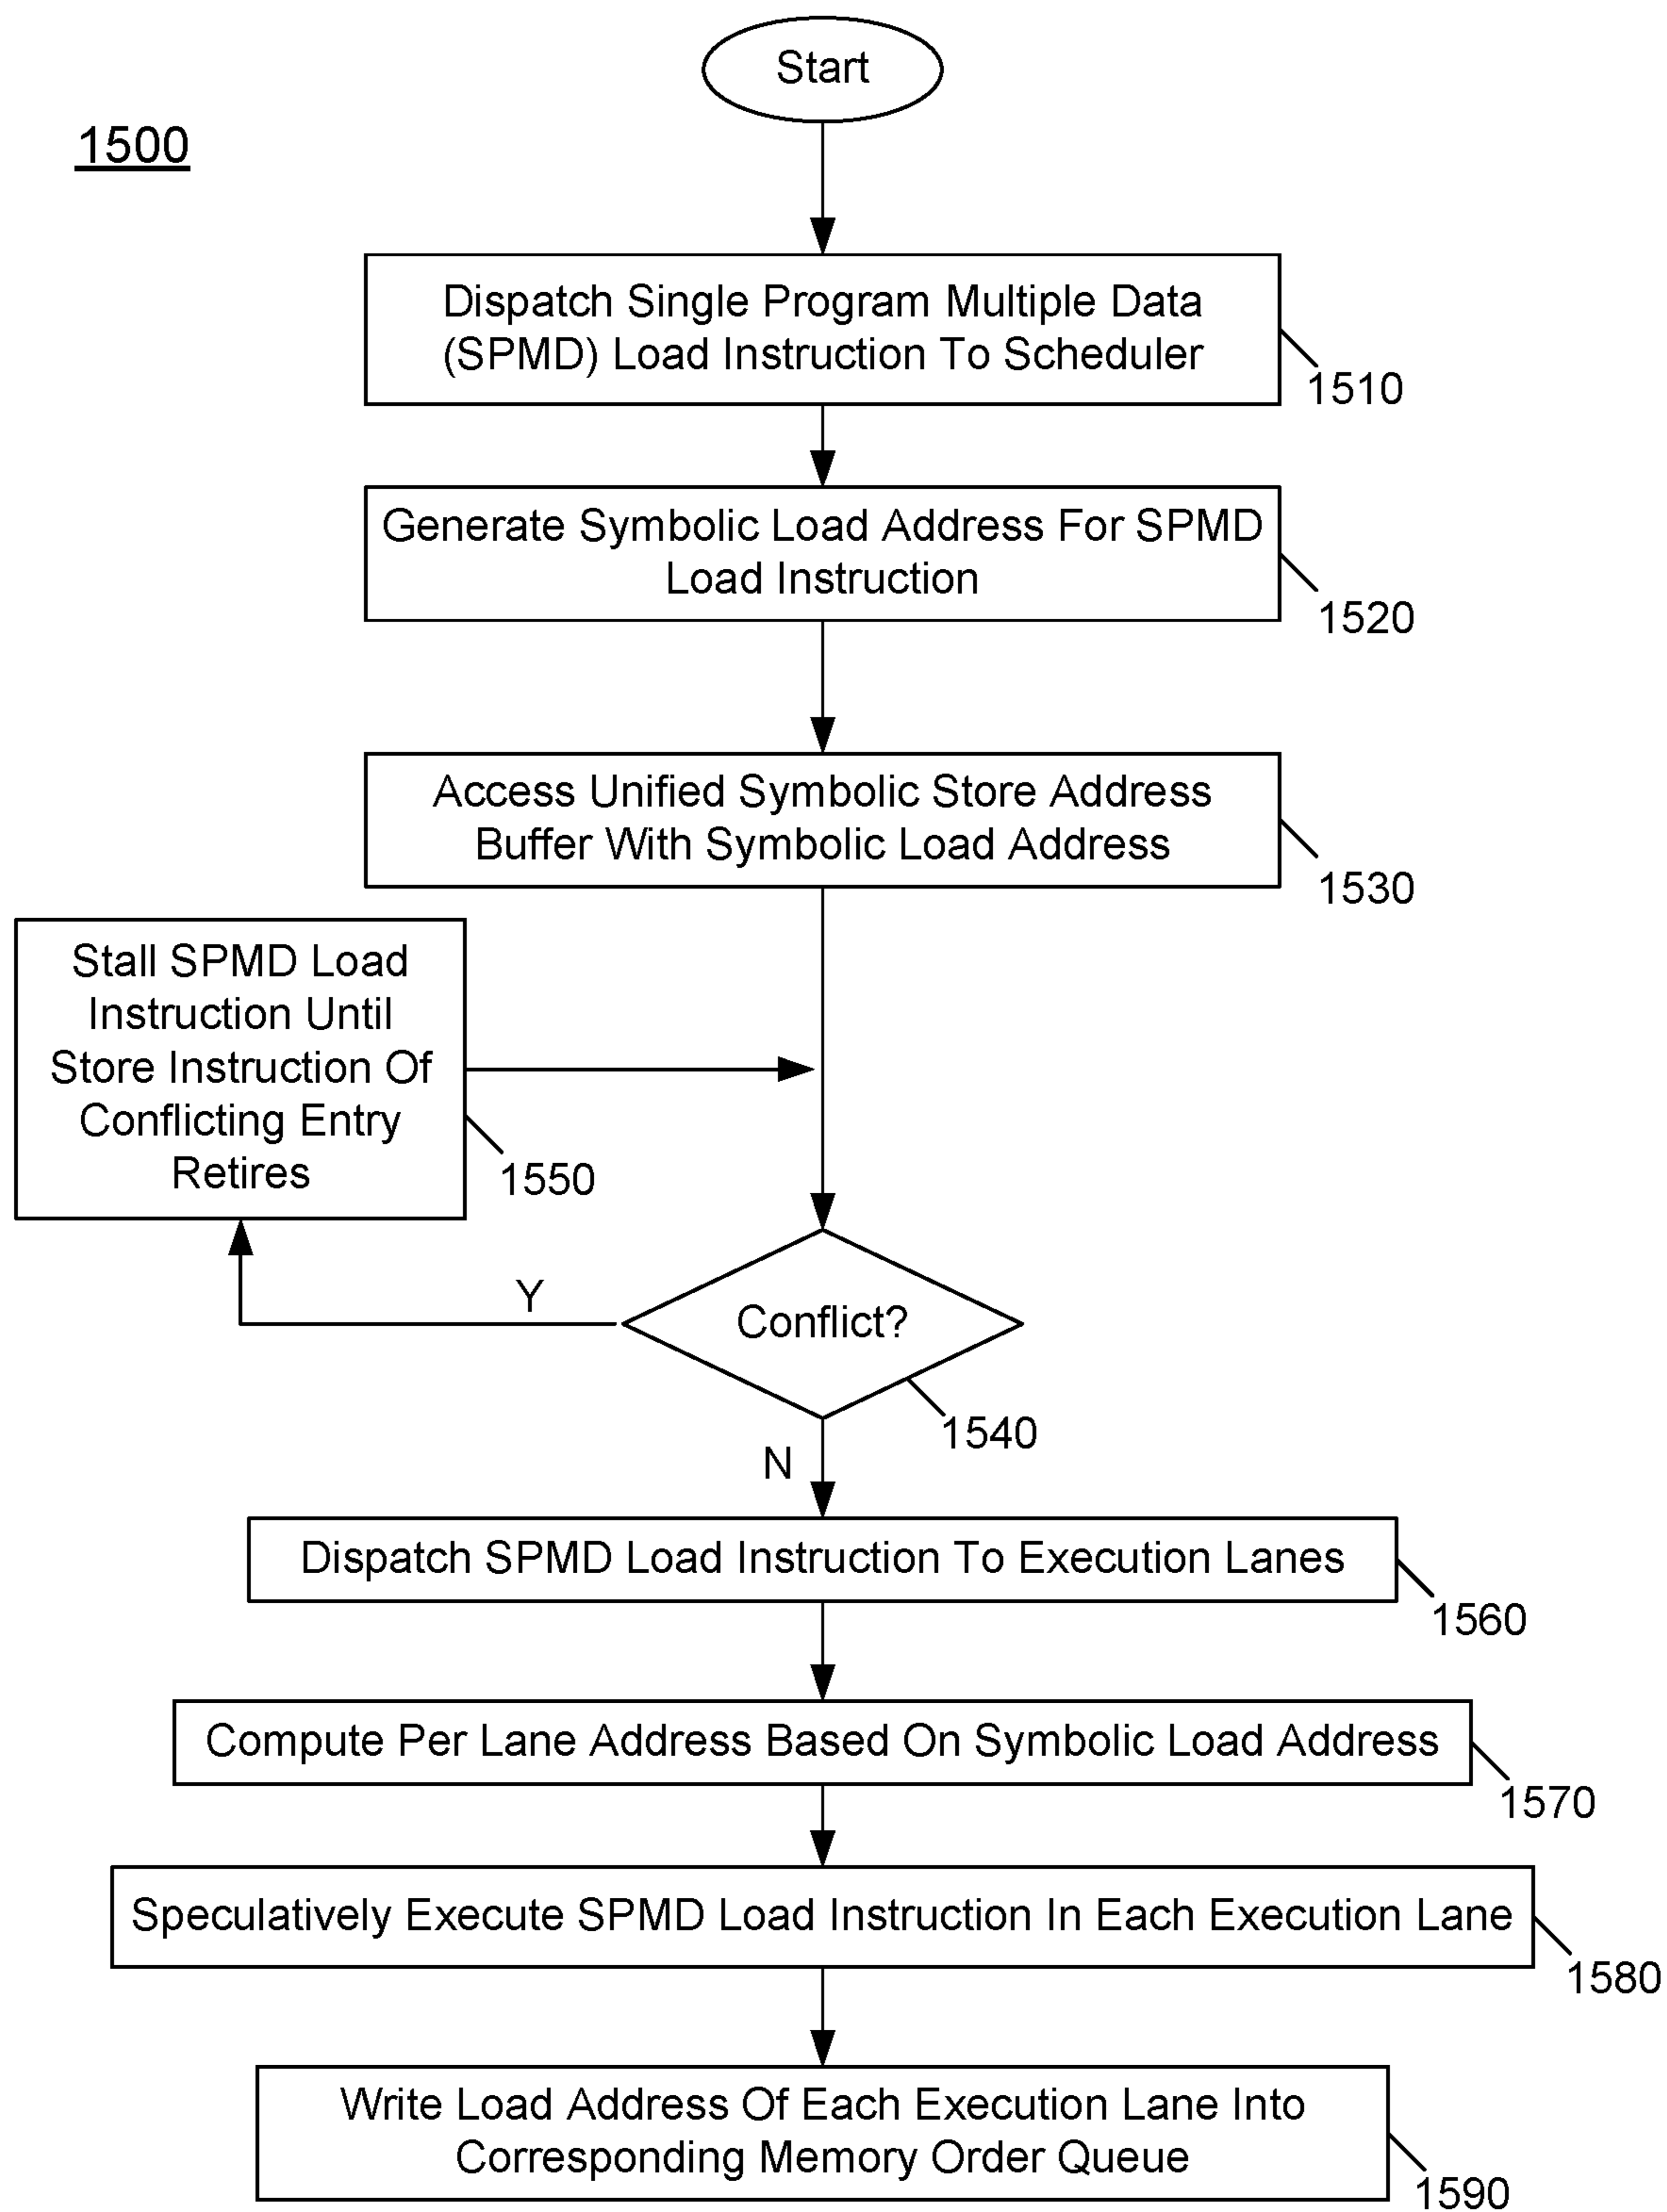 Start
1500
Dispatch Single Program Multiple Data
(SPMD) Load Instruction To Scheduler
1510
Generate Symbolic Load Address For SPMD
Load Instruction
1520
Access Unified Symbolic Store Address
Buffer With Symbolic Load Address
1530
Stall SPMD Load
Instruction Until
Store Instruction Of
Conflicting Entry
Retires
1550
Y
Conflict?
1540
N
Dispatch SPMD Load Instruction To Execution Lanes
1560
Compute Per Lane Address Based On Symbolic Load Address
1570
Speculatively Execute SPMD Load Instruction In Each Execution Lane
1580
Write Load Address Of Each Execution Lane Into
Corresponding Memory Order Queue
1590